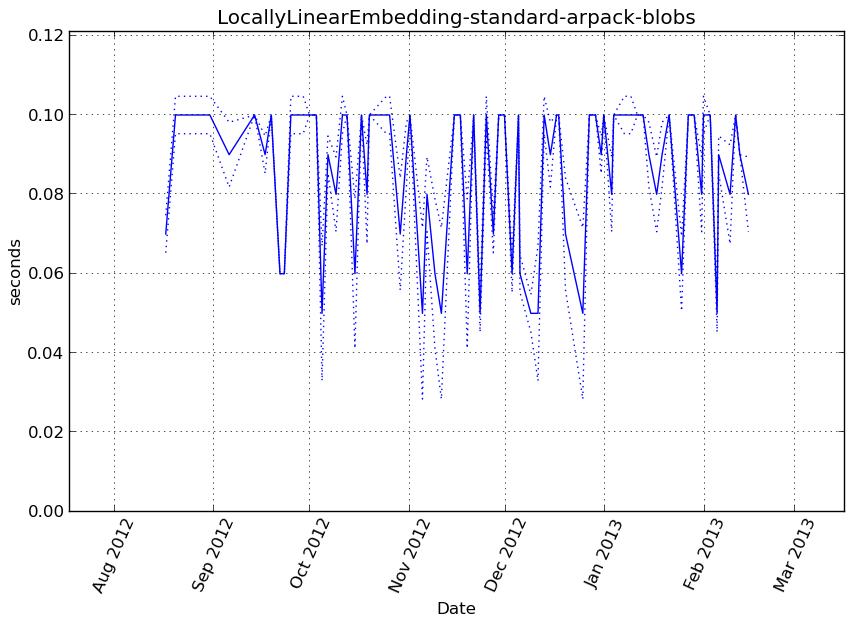 LocallyLinearEmbedding-standard-arpack-blobs
0.12
0.10
0.08
0.06
0.04
0.02
0.00
seconds
Aug 2012
Sep 2012
Oct 2012
Nov 2012
Dec 2012
Jan 2013
Feb 2013
Mar 2013
Date